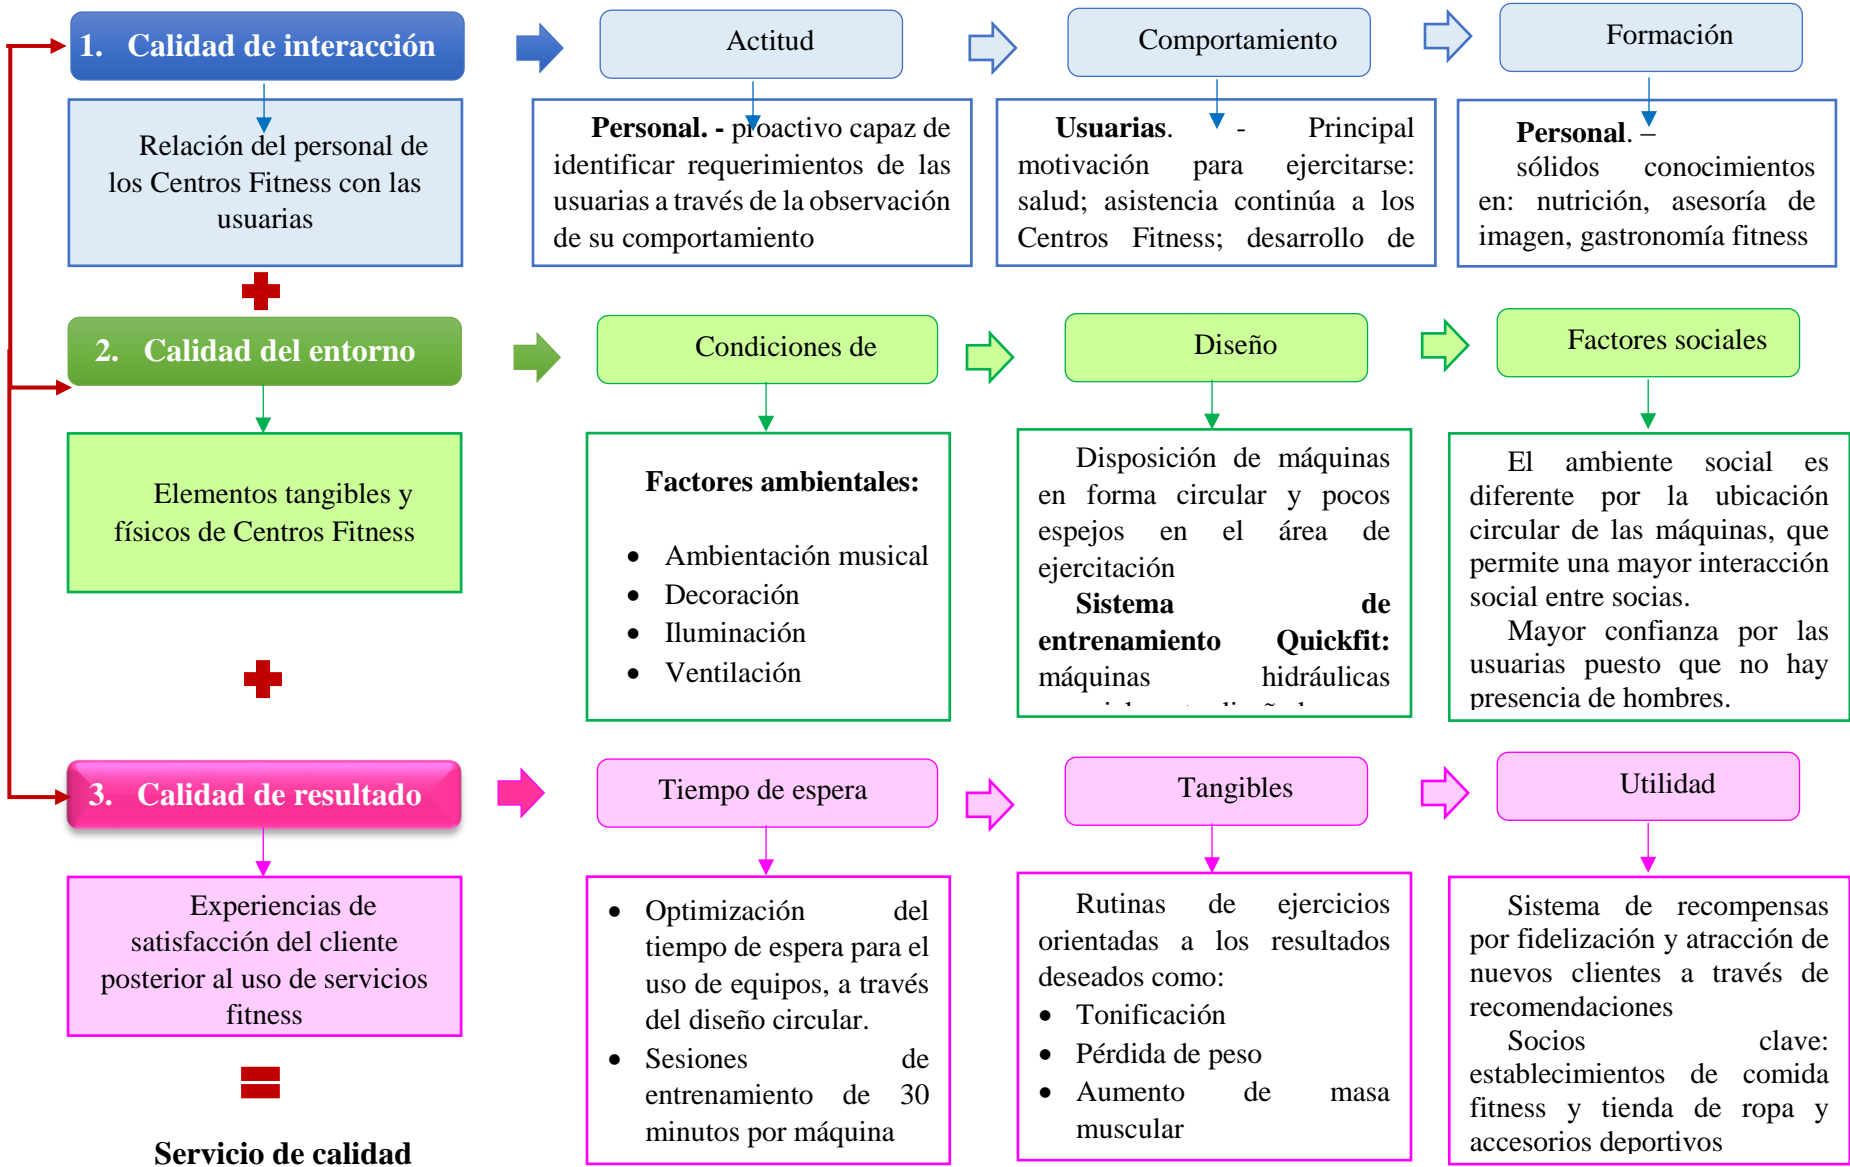 1. Calidad de interacción
Actitud
Comportamiento
Formación
Relación del personal de
los Centros Fitness con las
usuarias
Personal. - proactivo capaz de
identificar requerimientos de las
usuarias a través de la observación
de su comportamiento
Usuarias. - Principal
motivación para ejercitarse:
salud; asistencia continúa a los
Centros Fitness; desarrollo de
Personal. –
sólidos conocimientos
en: nutrición, asesoría de
imagen, gastronomía fitness
2. Calidad del entorno
Condiciones de
Diseño
Factores sociales
Elementos tangibles y
físicos de Centros Fitness
Factores ambientales:
• Ambientación musical
• Decoración
• Iluminación
• Ventilación
Disposición de máquinas
en forma circular y pocos
espejos en el área de
ejercitación
Sistema de
entrenamiento Quickfit:
máquinas hidráulicas
El ambiente social es
diferente por la ubicación
circular de las máquinas, que
permite una mayor interacción
social entre socias.
Mayor confianza por las
usuarias puesto que no hay
presencia de hombres.
3. Calidad de resultado
Tiempo de espera
Tangibles
Utilidad
Experiencias de
satisfacción del cliente
posterior al uso de servicios
fitness
• Optimización del
tiempo de espera para el
uso de equipos, a través
del diseño circular.
• Sesiones de
entrenamiento de 30
minutos por máquina
Rutinas de ejercicios
orientadas a los resultados
deseados como:
• Tonificación
• Pérdida de peso
• Aumento de masa
muscular
Sistema de recompensas
por fidelización y atracción de
nuevos clientes a través de
recomendaciones
Socios clave:
establecimientos de comida
fitness y tienda de ropa y
accesorios deportivos
Servicio de calidad